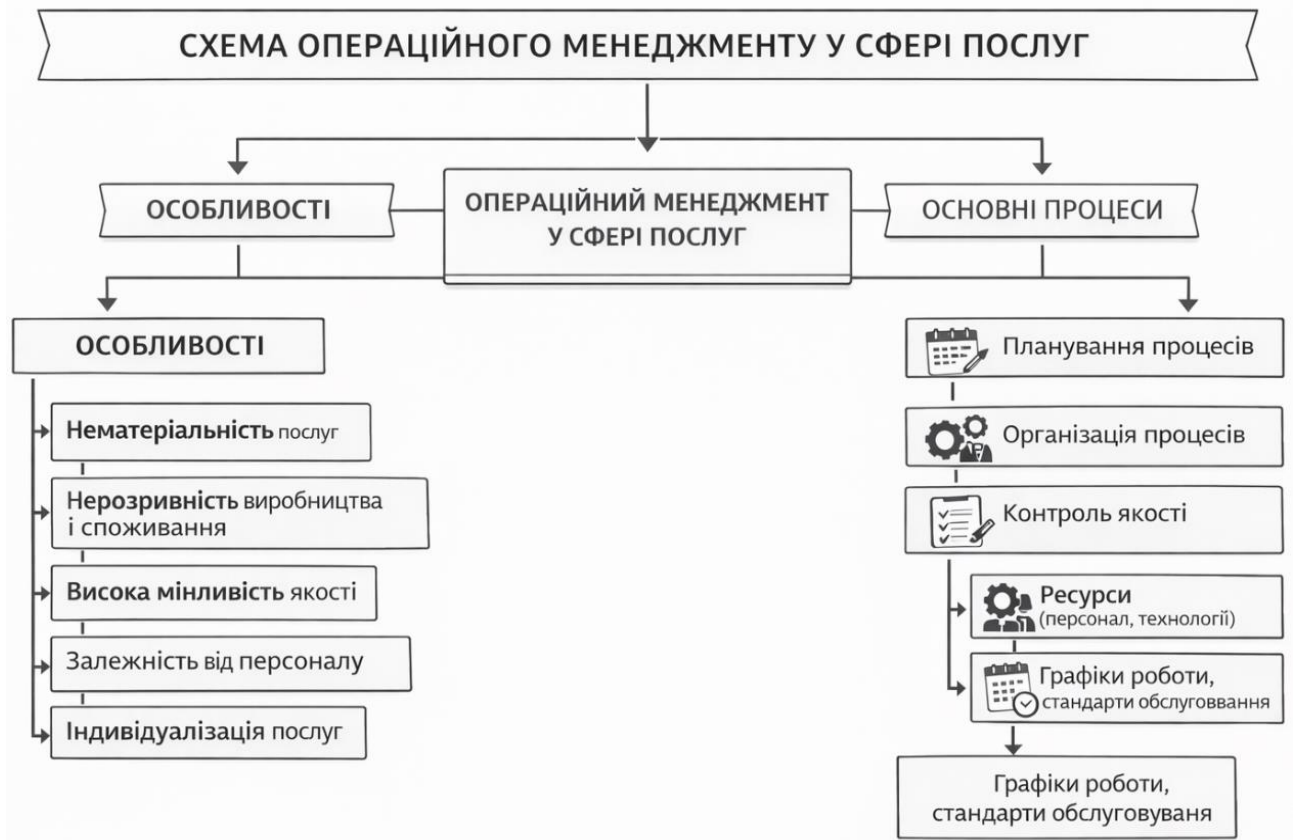 СХЕМА ОПЕРАЦІЙНОГО МЕНЕДЖМЕНТУ У СФЕРІ ПОСЛУГ
ОСОБЛИВОСТІ
ОПЕРАЦІЙНИЙ МЕНЕДЖМЕНТ
У СФЕРІ ПОСЛУГ
ОСНОВНІ ПРОЦЕСИ
ОСОБЛИВОСТІ
Нематеріальність послуг
Нерозривність виробництва
і споживання
Висока мінливість якості
Залежність від персоналу
Індивідуалізація послуг
Планування процесів
Організація процесів
Контроль якості
Ресурси
(персонал, технології)
Графіки роботи,
стандарти обслуговвання
Графіки роботи,
стандарти обслуговуваня